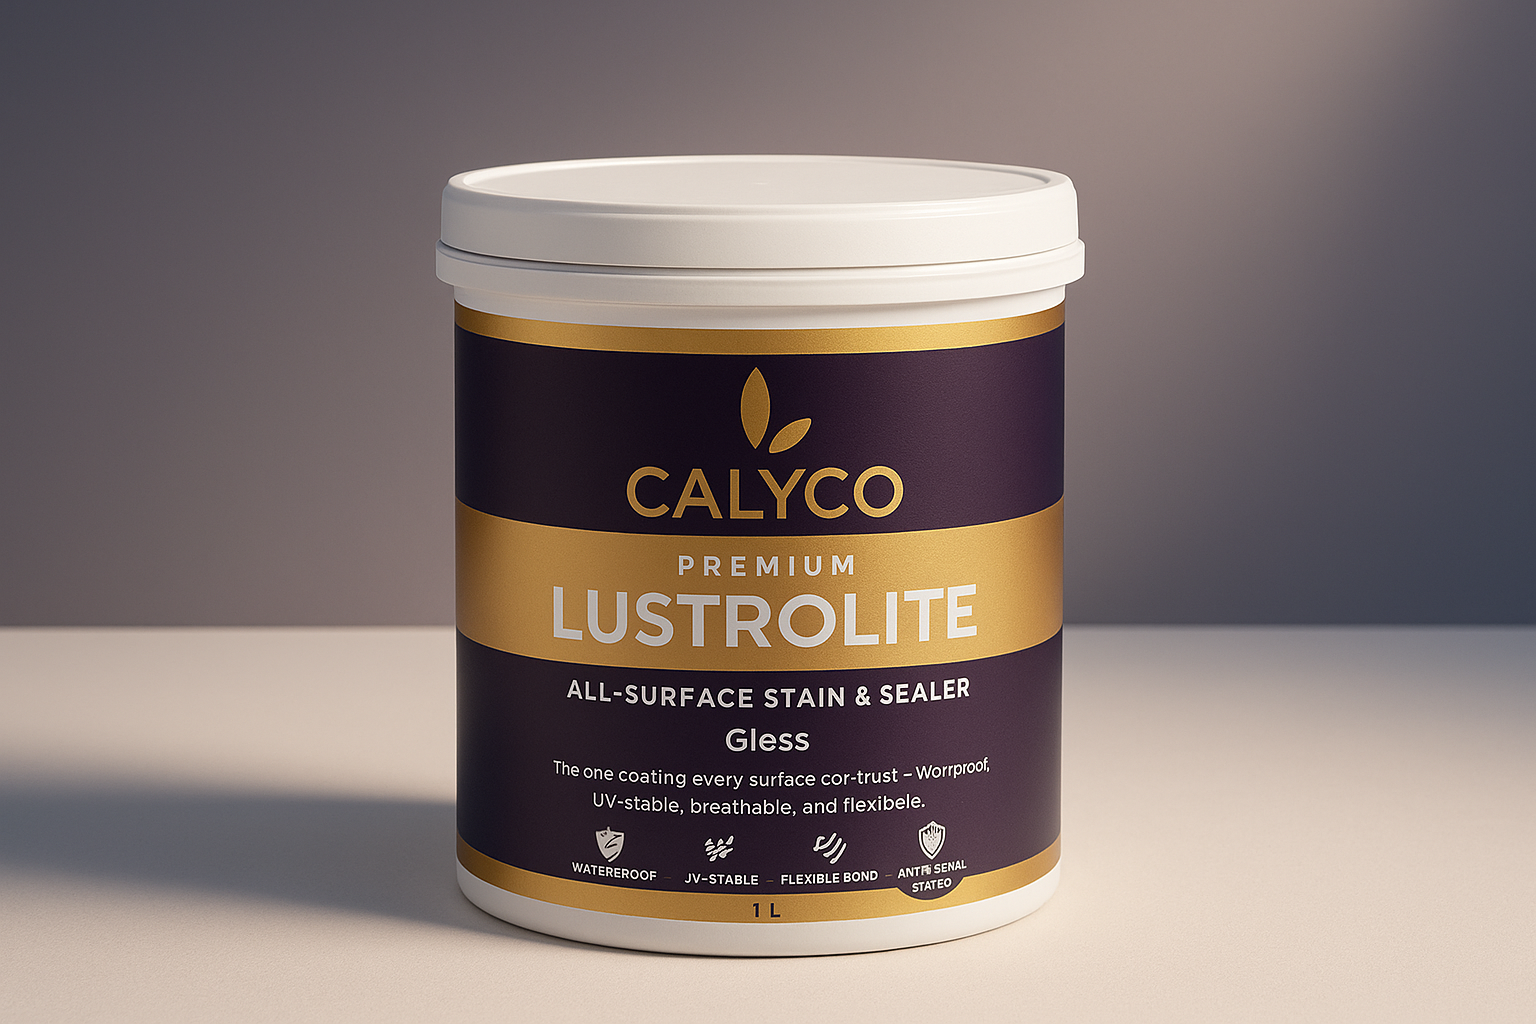 CALYCO
PREMIUM
LUSTROLITE
ALL-SURFACE STAIN & SEALER
Gless
The one coating every surface cor-trust – Worrproof,
UV-stable, breathable, and flexibele.
WATEREROOF – JV-STABLE – FLEXIBLE BOND – ANTFi SENAL
STATEO
1 L